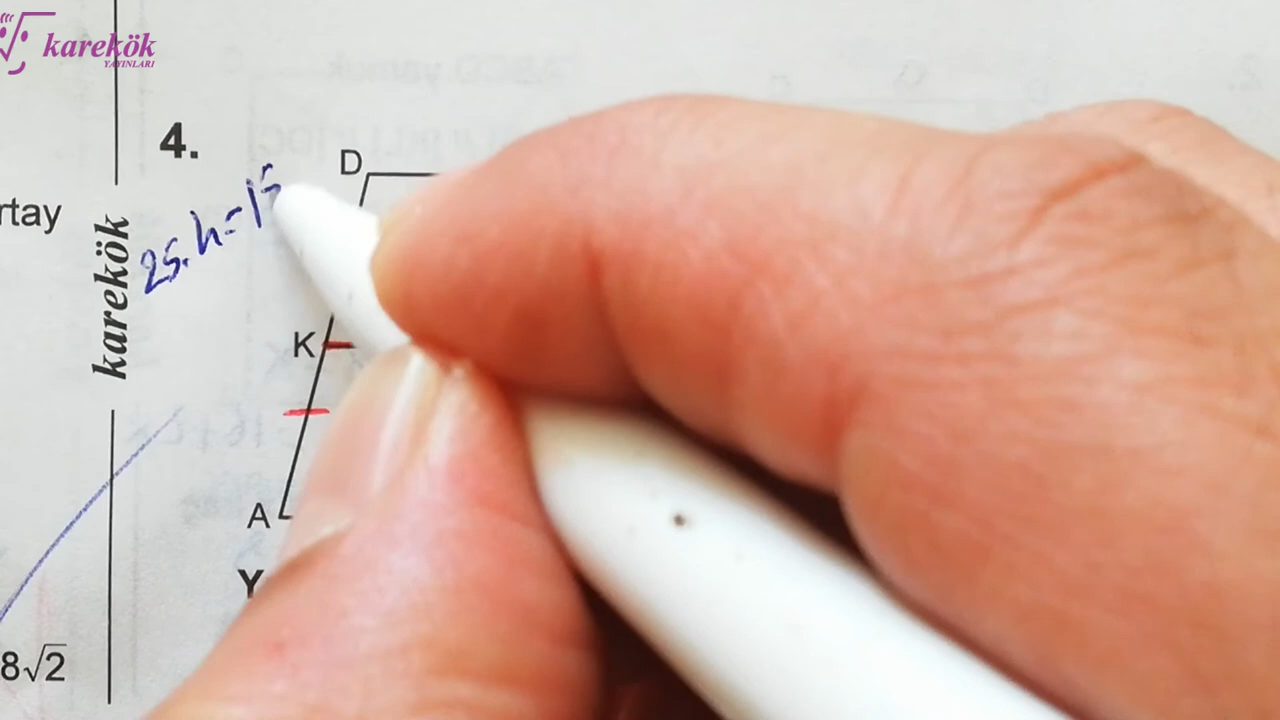 karekök
YAYINLARI
4.
D
25.h=15
rtay
karekök
K
A
Y
8√2